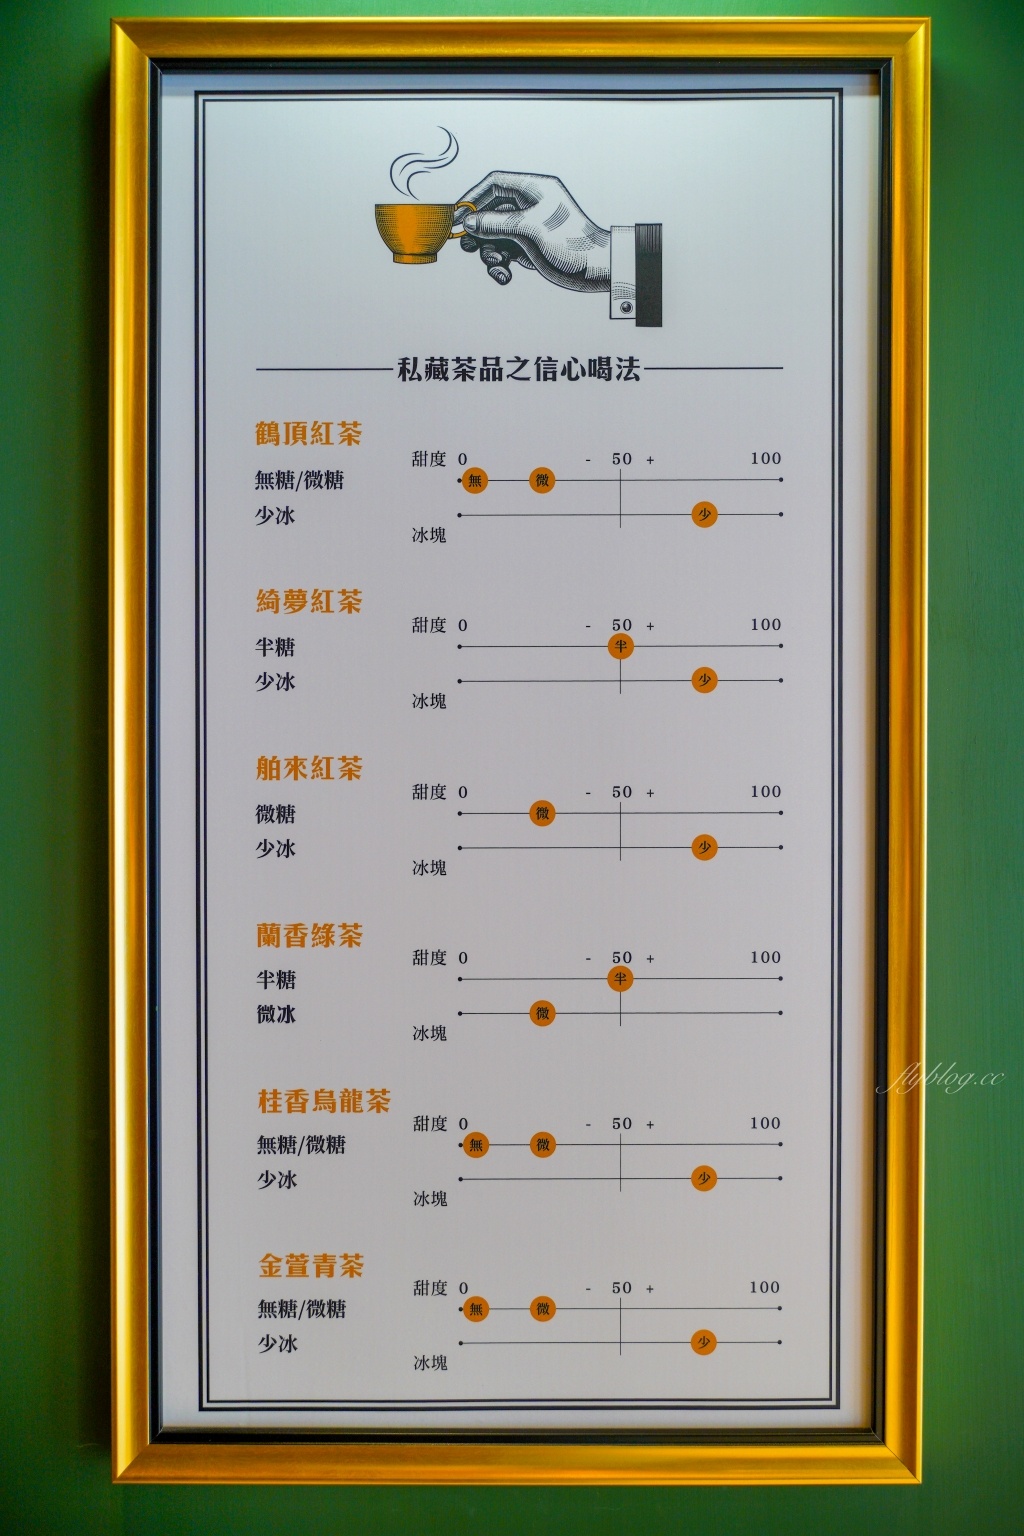 私藏茶品之信心喝法
鶴頂紅茶
甜度 0 - 50 + 100
無糖/微糖 無 微
少冰 少
冰塊
綺夢紅茶
甜度 0 - 50 + 100
半糖 半
少冰 少
冰塊
舶來紅茶
甜度 0 - 50 + 100
微糖 微
少冰 少
冰塊
蘭香綠茶
甜度 0 - 50 + 100
半糖 半
微冰 微
冰塊
桂香烏龍茶
甜度 0 - 50 + 100
無糖/微糖 無 微
少冰 少
冰塊
金萱青茶
甜度 0 - 50 + 100
無糖/微糖 無 微
少冰 少
冰塊
flyblog.cc